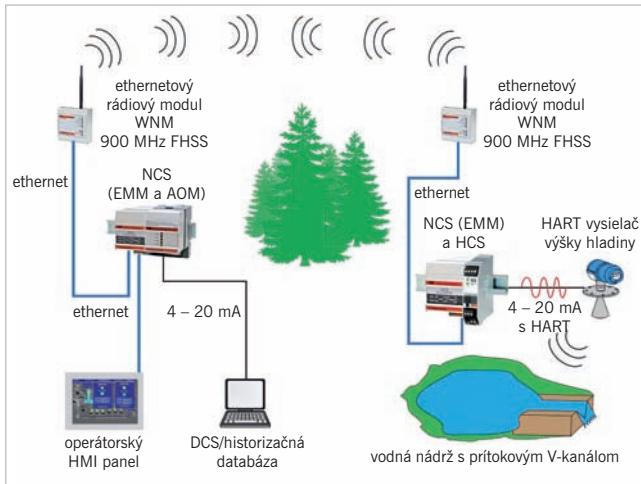 ethernetový
rádiový modul
WNM
900 MHz FHSS
ethernet
NCS
(EMM a AOM)
ethernet
4 – 20 mA
operátorský
HMI panel
DCS/historizačná
databáza
ethernetový
rádiový modul
WNM
900 MHz FHSS
ethernet
NCS (EMM)
a HCS
HART vysielač
výšky hladiny
4 – 20 mA
s HART
vodná nádrž s prítokovým V-kanálom